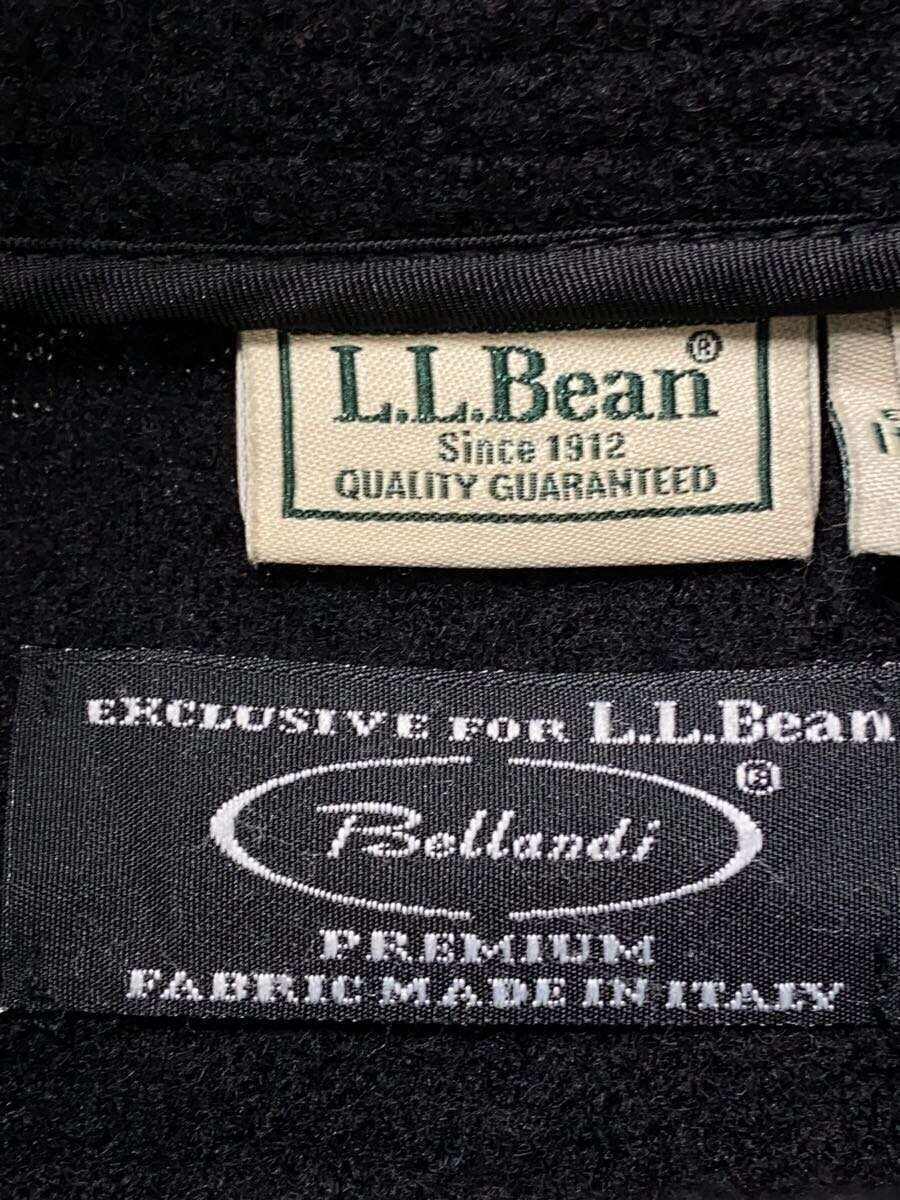 L.L.Bean®
Since 1912
QUALITY GUARANTEED
EXCLUSIVE FOR L.L.Bean
Bellandi®
PREMIUM
FABRIC MADE IN ITALY